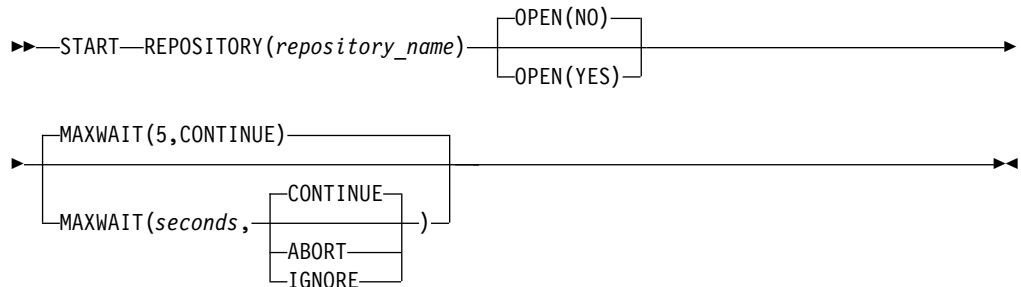 OPEN(NO)
START REPOSITORY(repository_name)
OPEN(YES)
MAXWAIT(5,CONTINUE)
CONTINUE
MAXWAIT(seconds, )
ABORT
IGNORE